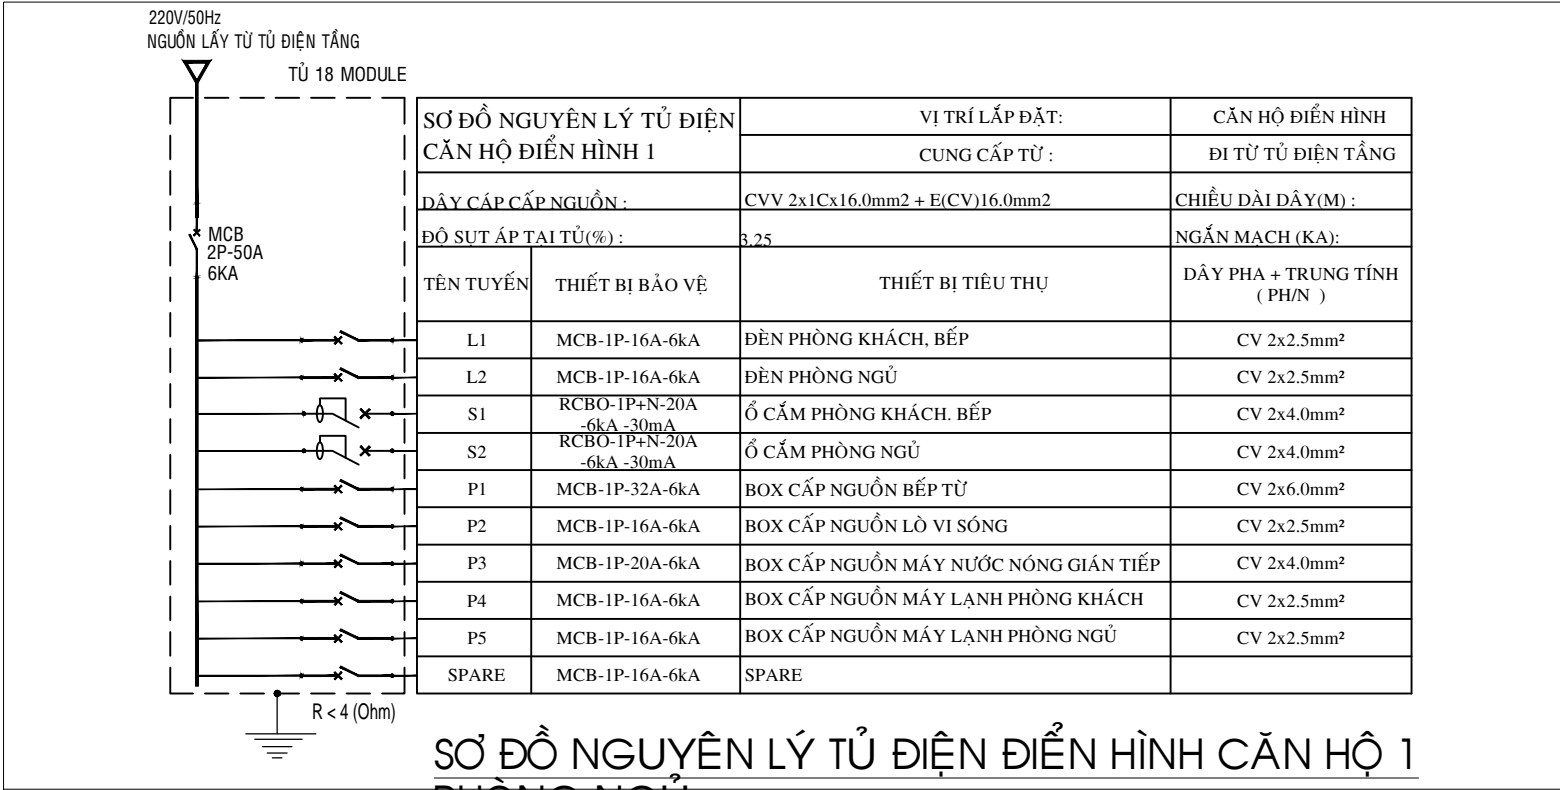 220V/50Hz
NGUỒN LẤY TỪ TỦ ĐIỆN TẦNG
TỦ 18 MODULE
MCB
2P-50A
6KA
SƠ ĐỒ NGUYÊN LÝ TỦ ĐIỆN
CĂN HỘ ĐIỂN HÌNH 1
VỊ TRÍ LẮP ĐẶT:
CĂN HỘ ĐIỂN HÌNH
CUNG CẤP TỪ :
ĐI TỪ TỦ ĐIỆN TẦNG
DÂY CÁP CẤP NGUỒN :
CVV 2x1Cx16.0mm2 + E(CV)16.0mm2
CHIỀU DÀI DÂY(M) :
ĐỘ SỤT ÁP TẠI TỦ(%) :
3.25
NGẮN MẠCH (KA):
TÊN TUYẾN
THIẾT BỊ BẢO VỆ
THIẾT BỊ TIÊU THỤ
DÂY PHA + TRUNG TÍNH
( PH/N )
L1
MCB-1P-16A-6kA
ĐÈN PHÒNG KHÁCH, BẾP
CV 2x2.5mm²
L2
MCB-1P-16A-6kA
ĐÈN PHÒNG NGỦ
CV 2x2.5mm²
S1
RCBO-1P+N-20A
-6kA -30mA
Ổ CẮM PHÒNG KHÁCH. BẾP
CV 2x4.0mm²
S2
RCBO-1P+N-20A
-6kA -30mA
Ổ CẮM PHÒNG NGỦ
CV 2x4.0mm²
P1
MCB-1P-32A-6kA
BOX CẤP NGUỒN BẾP TỪ
CV 2x6.0mm²
P2
MCB-1P-16A-6kA
BOX CẤP NGUỒN LÒ VI SÓNG
CV 2x2.5mm²
P3
MCB-1P-20A-6kA
BOX CẤP NGUỒN MÁY NƯỚC NÓNG GIÁN TIẾP
CV 2x4.0mm²
P4
MCB-1P-16A-6kA
BOX CẤP NGUỒN MÁY LẠNH PHÒNG KHÁCH
CV 2x2.5mm²
P5
MCB-1P-16A-6kA
BOX CẤP NGUỒN MÁY LẠNH PHÒNG NGỦ
CV 2x2.5mm²
SPARE
MCB-1P-16A-6kA
SPARE
R < 4 (Ohm)
SƠ ĐỒ NGUYÊN LÝ TỦ ĐIỆN ĐIỂN HÌNH CĂN HỘ 1
PHÒNG NGỦ